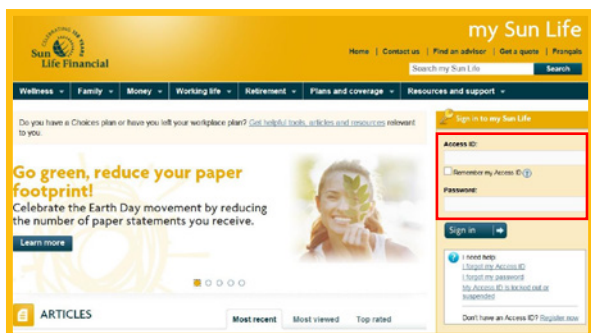 my Sun Life
CELEBRATING
YEARS
Sun
Life Financial
Home | Contact us | Find an advisor | Get a quote | Français
Search my Sun Life
Search
Wellness
Family
Money
Working life
Retirement
Plans and coverage
Resources and support
Do you have a Choices plan or have you left your workplace plan? Get helpful tools, articles and resources relevant
to you.
Go green, reduce your paper
footprint!
Celebrate the Earth Day movement by reducing
the number of paper statements you receive.
Learn more
ARTICLES
Most recent
Most viewed
Top rated
Sign in to my Sun Life
Access ID:
Remember my Access ID
Password:
Sign in
I need help
I forgot my Access ID
I forgot my password
My Access ID is locked out or
suspended
Don't have an Access ID? Register now